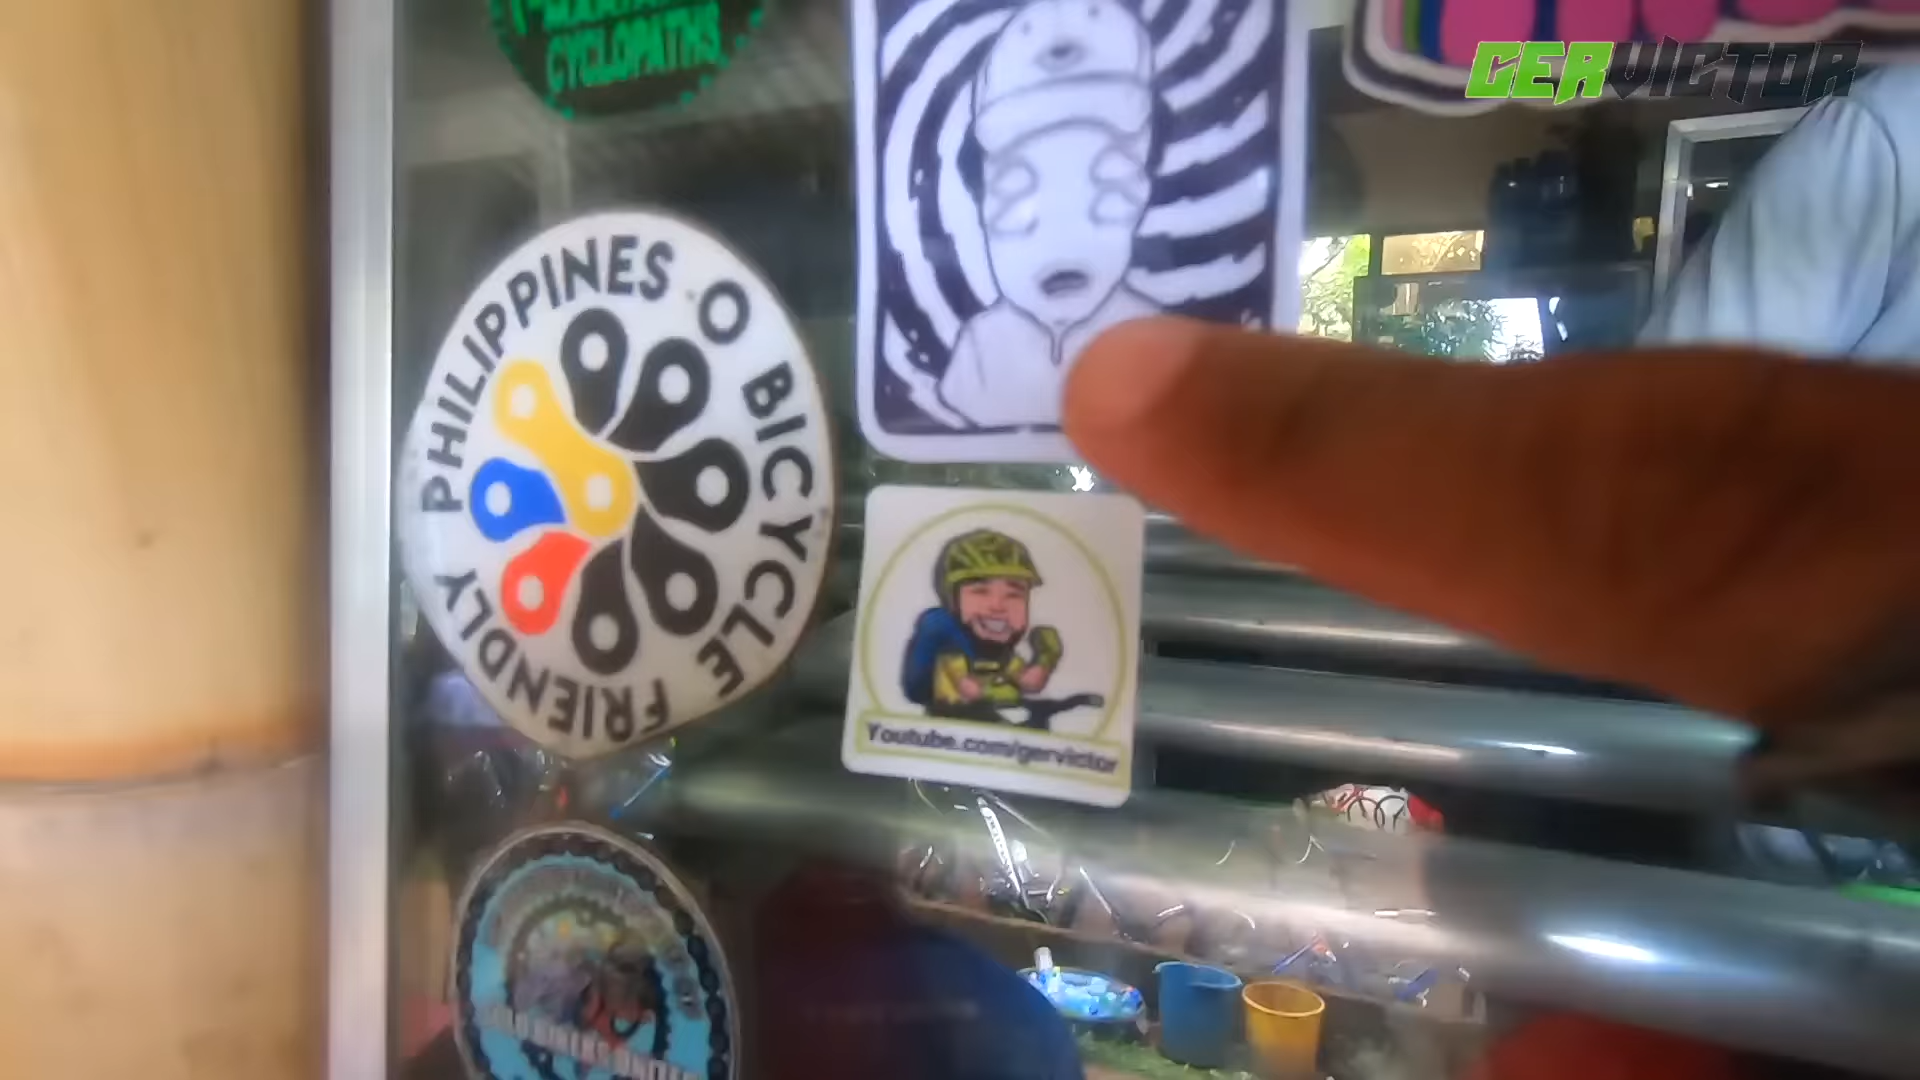 CYCLOPATHS
GERVICTOR
PHILIPPINES
BICYCLE
FRIENDLY
Youtube.com/gervictor